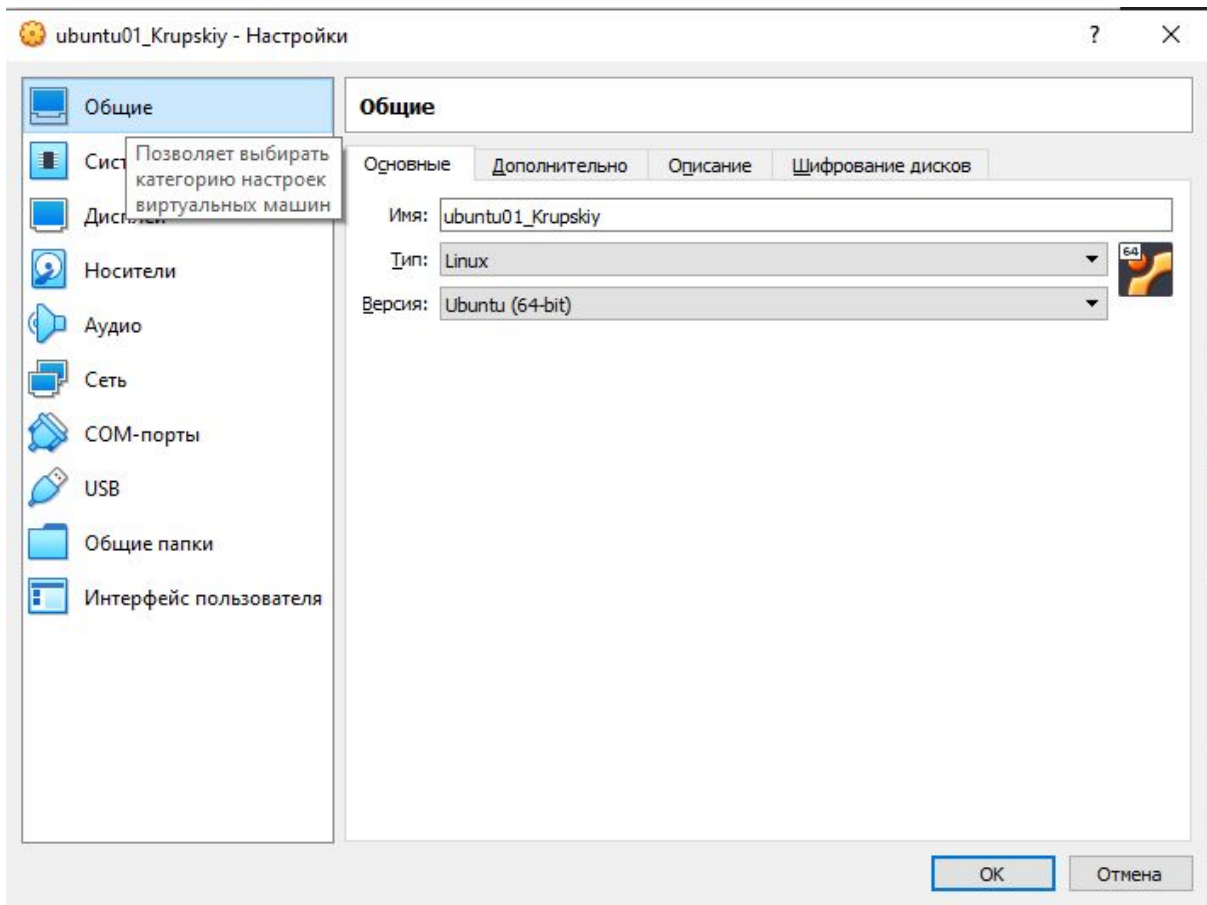 ubuntu01_Krupskiy - Настройки
?
Общие
Сист
Позволяет выбирать
категорию настроек
виртуальных машин
Носители
Аудио
Сеть
COM-порты
USB
Общие папки
Интерфейс пользователя
Общие
Основные Дополнительно Описание Шифрование дисков
Имя: ubuntu01_Krupskiy
Тип: Linux
64
Версия: Ubuntu (64-bit)
OK Отмена